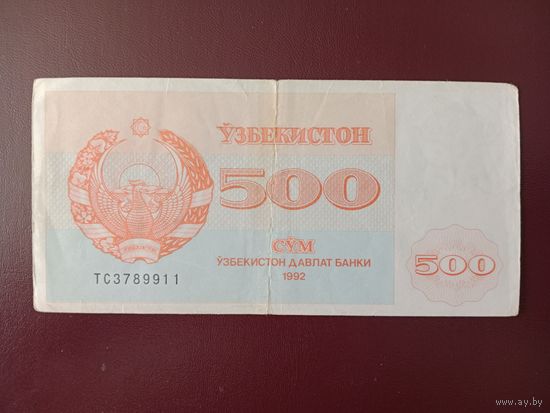 ЎЗБЕКИСТОН
500
СЎМ
ЎЗБЕКИСТОН ДАВЛАТ БАНКИ
1992
ТС3789911
500
www.ay.by